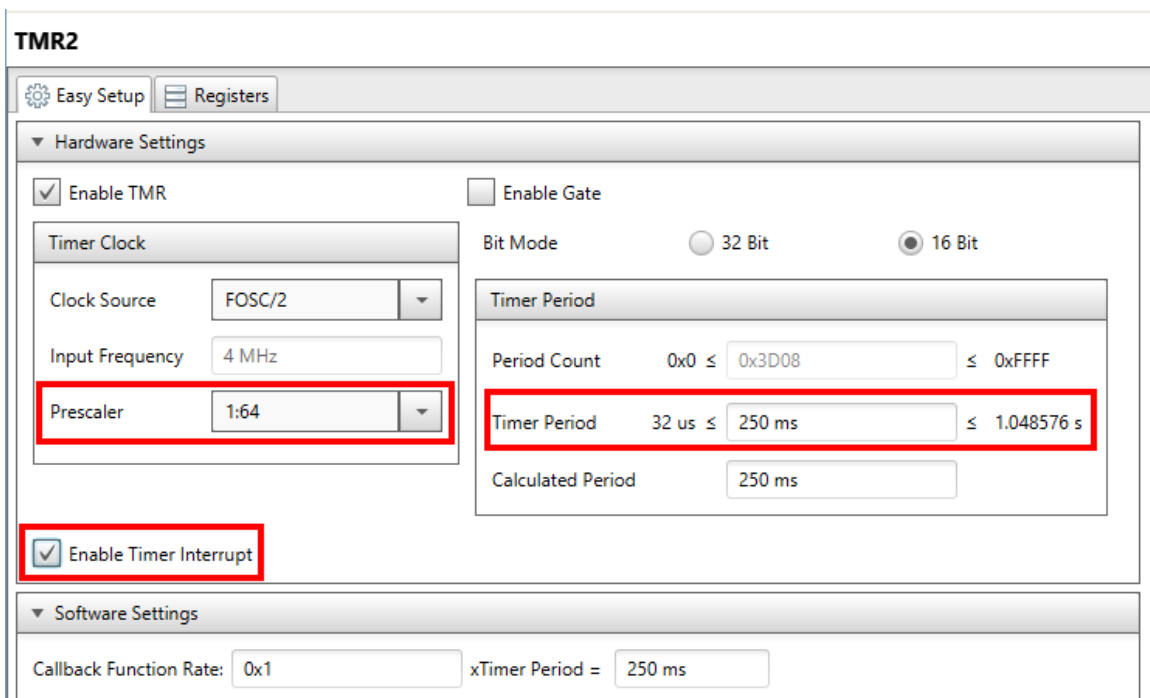 TMR2
Easy Setup Registers
Hardware Settings
Enable TMR Enable Gate
Timer Clock Bit Mode 32 Bit 16 Bit
Clock Source FOSC/2 Timer Period
Input Frequency 4 MHz Period Count 0x0 ≤ 0x3D08 ≤ 0xFFFF
Prescaler 1:64 Timer Period 32 us ≤ 250 ms ≤ 1.048576 s
Calculated Period 250 ms
Enable Timer Interrupt
Software Settings
Callback Function Rate: 0x1 xTimer Period = 250 ms